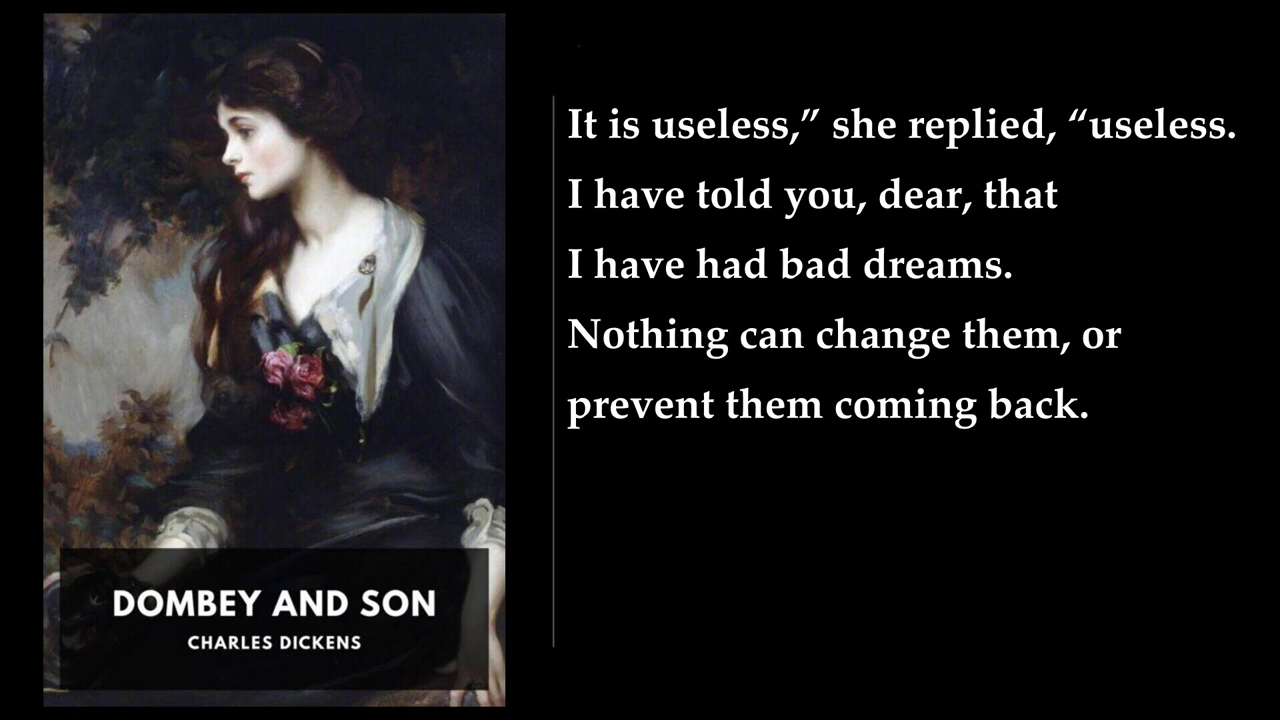 It is useless,” she replied, “useless.
I have told you, dear, that
I have had bad dreams.
Nothing can change them, or
prevent them coming back.
DOMBEY AND SON
CHARLES DICKENS